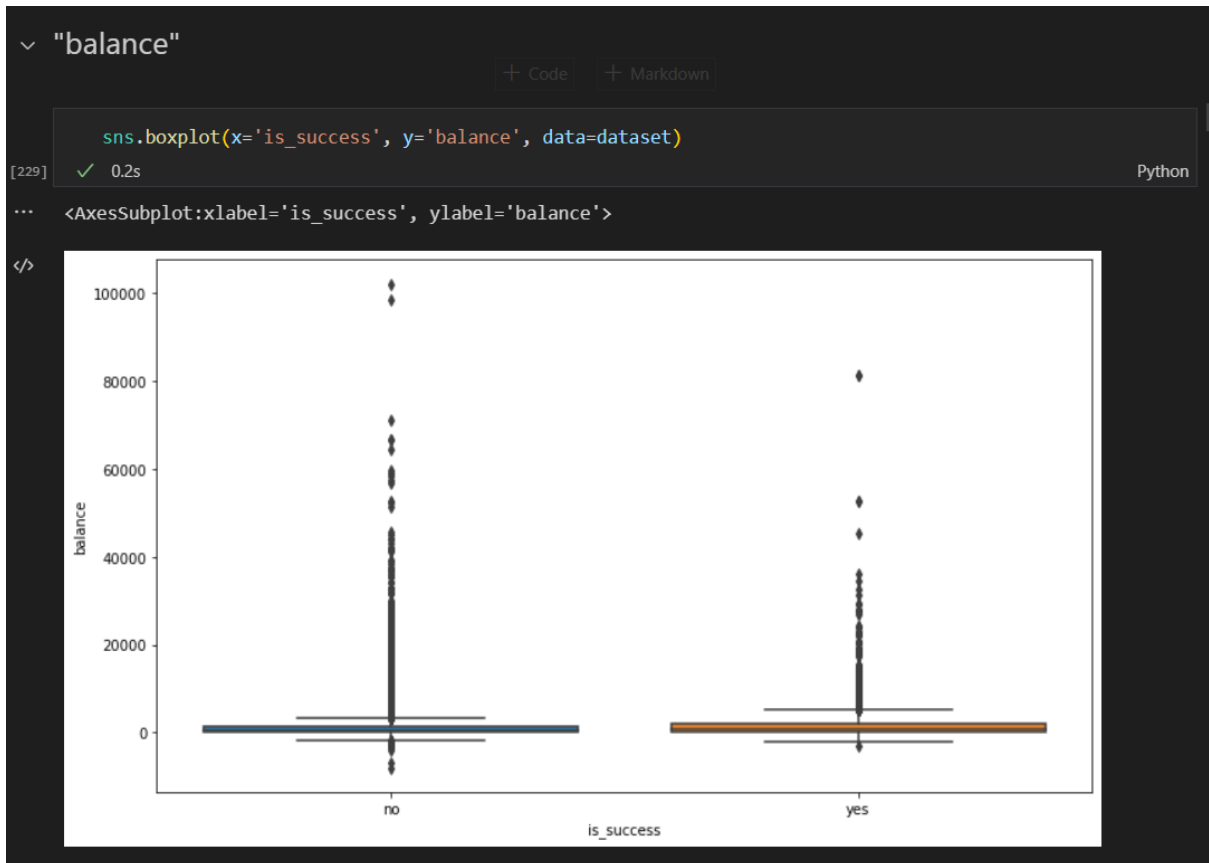 "balance"
+ Code + Markdown
sns.boxplot(x='is_success', y='balance', data=dataset)
[229] ✓ 0.2s Python
... <AxesSubplot:xlabel='is_success', ylabel='balance'>
</>
100000
80000
60000
40000
20000
0
balance
no yes
is_success